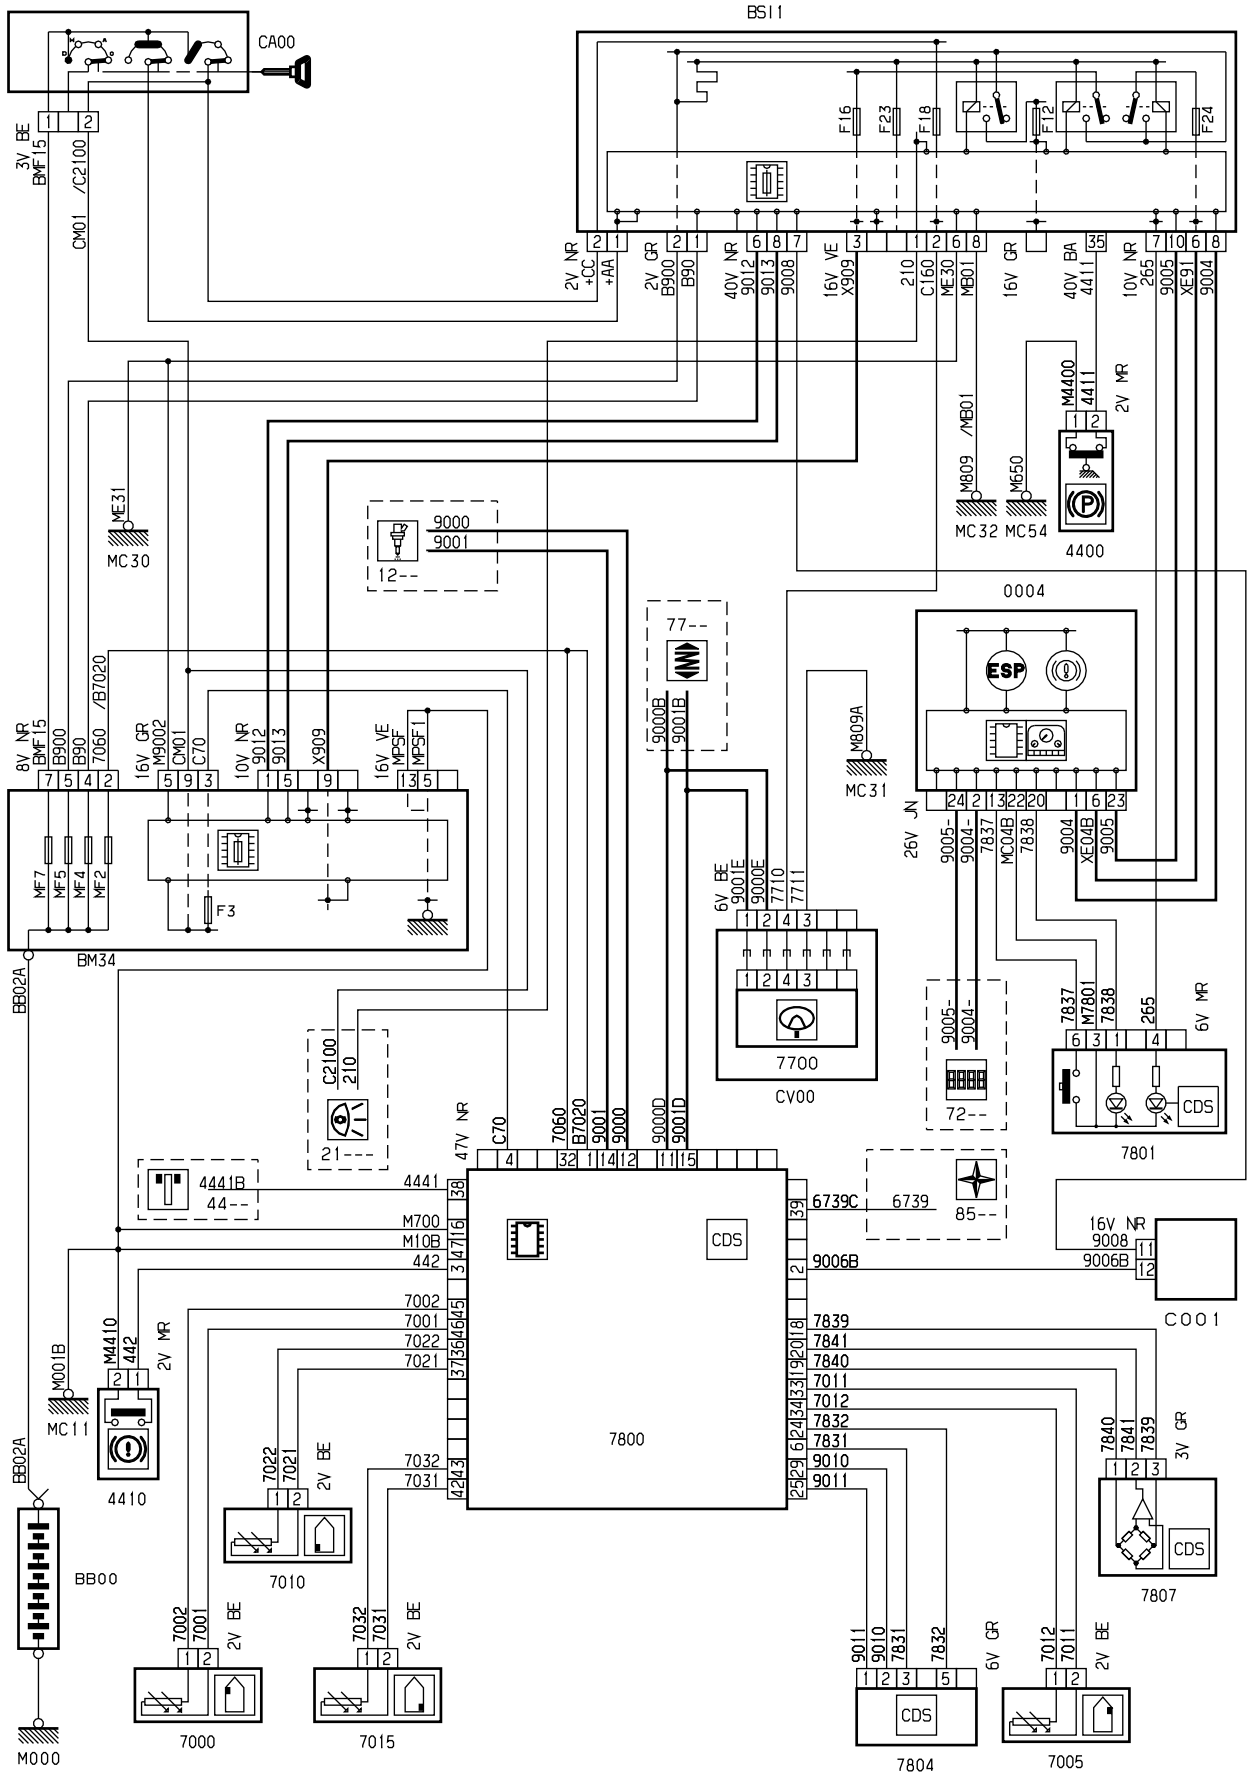 BSI1
CA00
H A
D C
1 2
3V BE
BMF15
CM01 /C2100
F16 F23 F18 F12 F24
2 1 2 1 6 8 7 3 1 2 6 8 35 7 10 6 8
2V NR
+CC
+AA
2V GR
B900
B90
40V NR
9012
9013
9008
16V VE
X909
210
C160
ME30
MB01
16V GR
40V BA
4411
10V NR
265
9005
XE91
9004
M4400
4411
2V MR
1 2
M809 /MB01
M650
MC32
MC54
P
4400
ME31
MC30
9000
9001
12--
77--
9000B
9001B
M809A
MC31
0004
ESP
24 2 13 22 20 1 6 23
26V JN
9005-
9004-
7837
MC04B
7838
9004
XE04B
9005
8V NR
BMF15
B900
B90
7060 /B7020
16V GR
M9002
CM01
C70
10V NR
9012
9013
X909
16V VE
MPSF
MPSF1
7 5 4 2 5 9 3 1 5 9 13 5
MF7
MF5
MF4
MF2
F3
BM34
BB02A
6V BE
9001E
9000E
7710
7711
1 2 4 3
1 2 4 3
7700
CV00
9005-
9004-
72--
7837
M7801
7838
265
6V MR
6 3 1 4
CDS
7801
C2100
210
21----
47V NR
C70
7060
B7020
9001
9000
9000D
9001D
4 32 1 14 12 11 15
4441B
44--
4441 38
M700 16
M10B 47
442 3
7002 45
7001 46
7022 36
7021 37
7032 43
7031 42
CDS
7800
39 6739C 6739
85--
2 9006B
16V NR
9008 11
9006B 12
C001
18 7839
20 7841
19 7840
33 7011
34 7012
24 7832
6 7831
29 9010
25 9011
M001B
MC11
M4410
442
2V MR
2 1
4410
BB02A
BB00
M000
7022
7021
2V BE
1 2
7010
7002
7001
2V BE
1 2
7000
7032
7031
2V BE
1 2
7015
7840
7841
7839
3V GR
1 2 3
CDS
7807
9011
9010
7831
7832
6V GR
1 2 3 5
CDS
7804
7012
7011
2V BE
1 2
7005